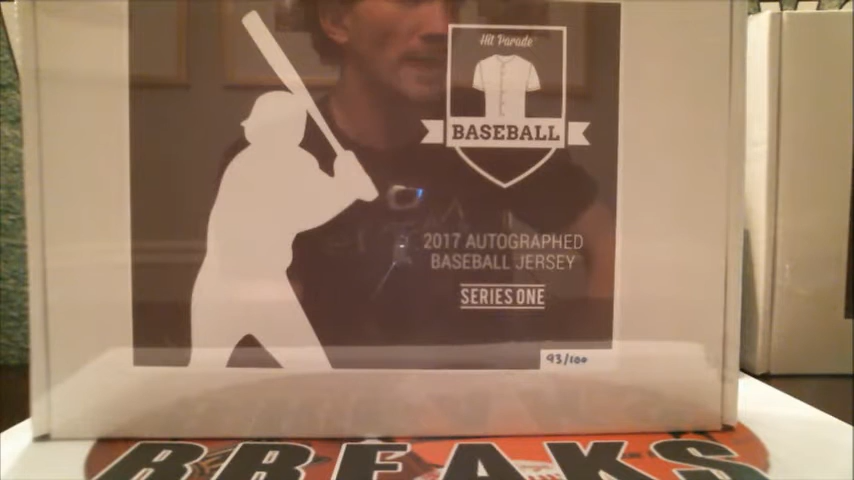 Hit Parade
BASEBALL
2017 AUTOGRAPHED
BASEBALL JERSEY
SERIES ONE
93/100
BREAKS